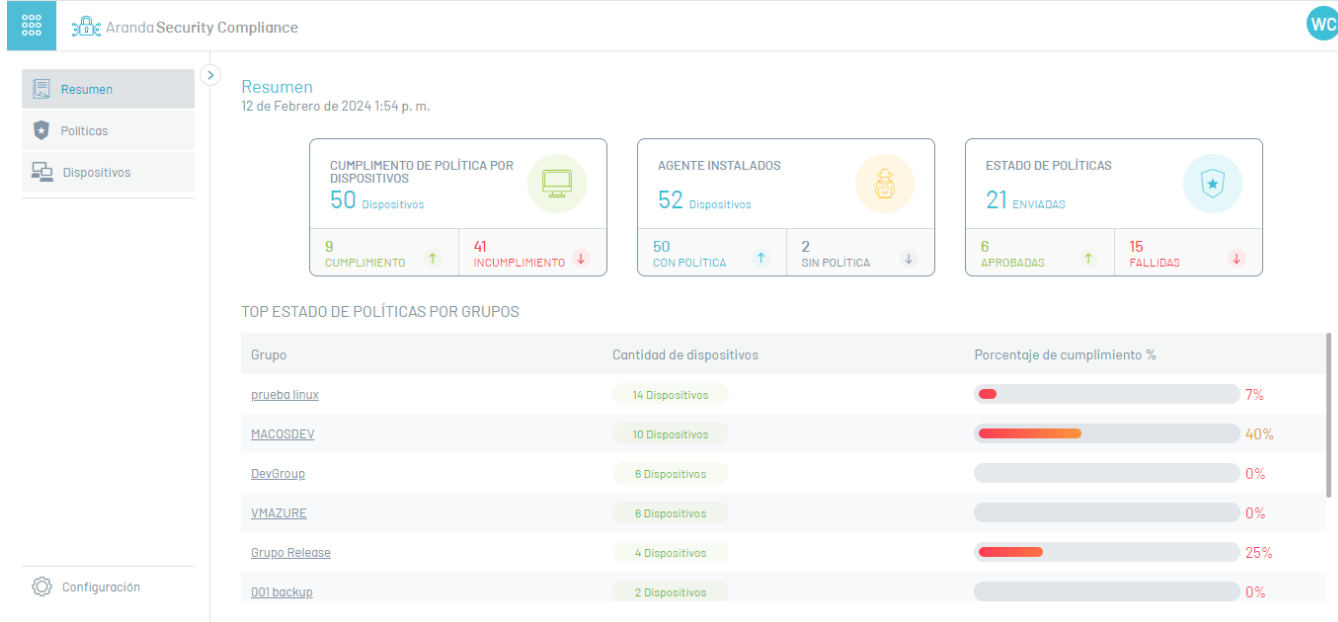 Aranda Security Compliance
WC
Resumen
Políticas
Dispositivos
Configuración
Resumen
12 de Febrero de 2024 1:54 p. m.
CUMPLIMENTO DE POLÍTICA POR
DISPOSITIVOS
50 Dispositivos
9
CUMPLIMIENTO
41
INCUMPLIMIENTO
AGENTE INSTALADOS
52 Dispositivos
50
CON POLÍTICA
2
SIN POLÍTICA
ESTADO DE POLÍTICAS
21 ENVIADAS
6
APROBADAS
15
FALLIDAS
TOP ESTADO DE POLÍTICAS POR GRUPOS
Grupo Cantidad de dispositivos Porcentaje de cumplimiento %
prueba linux 14 Dispositivos 7%
MACOSDEV 10 Dispositivos 40%
DevGroup 6 Dispositivos 0%
VMAZURE 6 Dispositivos 0%
Grupo Release 4 Dispositivos 25%
001 backup 2 Dispositivos 0%